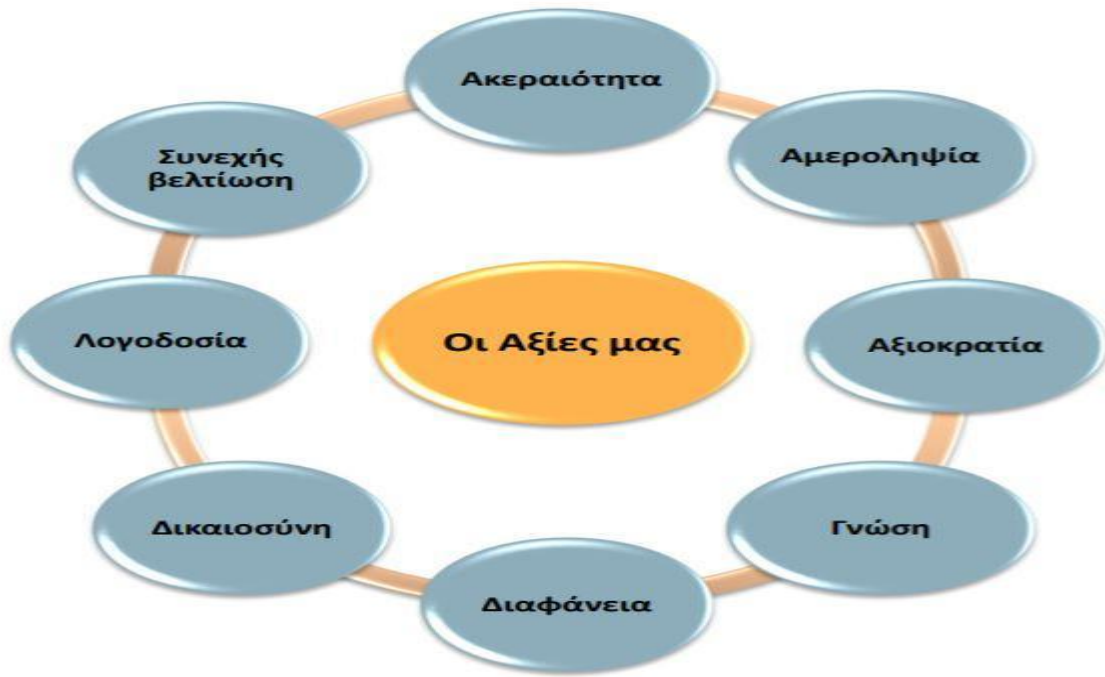 Ακεραιότητα
Αμεροληψία
Αξιοκρατία
Γνώση
Διαφάνεια
Δικαιοσύνη
Λογοδοσία
Συνεχής
βελτίωση
Οι Αξίες μας